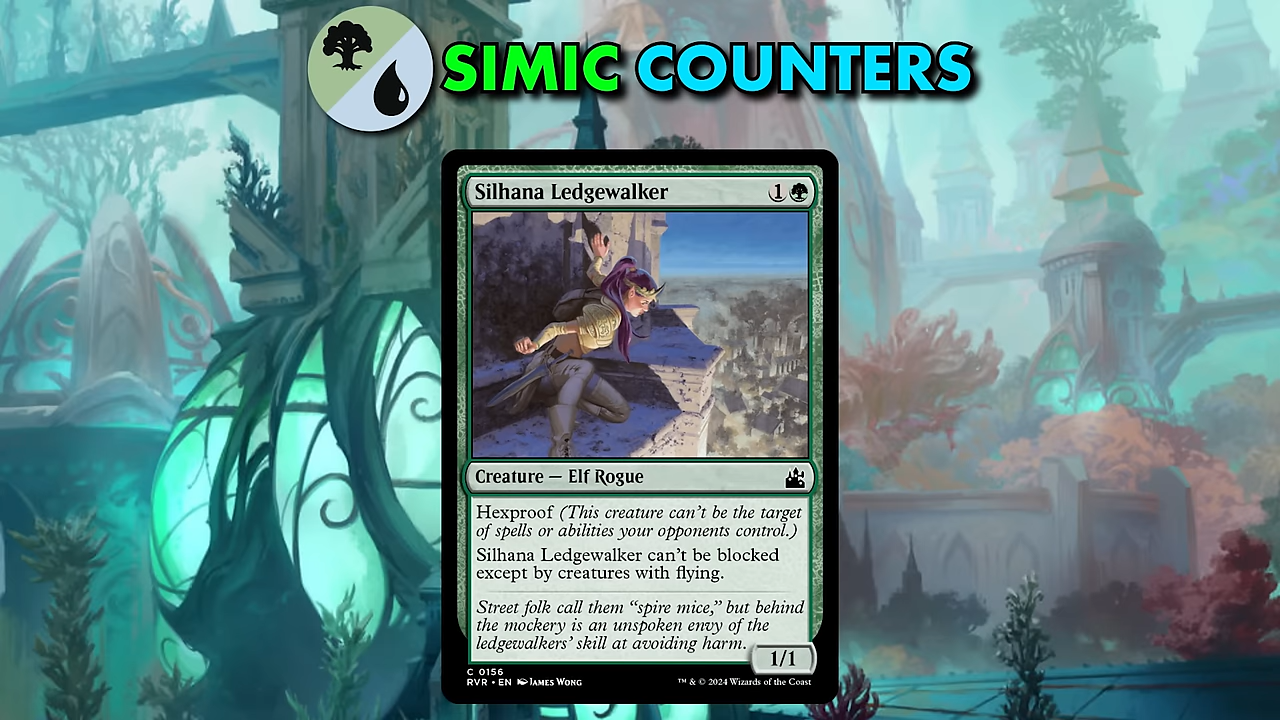 SIMIC COUNTERS
Silhana Ledgewalker 1
Creature — Elf Rogue
Hexproof (This creature can't be the target
of spells or abilities your opponents control.)
Silhana Ledgewalker can't be blocked
except by creatures with flying.
Street folk call them “spire mice,” but behind
the mockery is an unspoken envy of the
ledgewalkers' skill at avoiding harm.
1/1
C 0156
RVR • EN James Wong
™ & © 2024 Wizards of the Coast